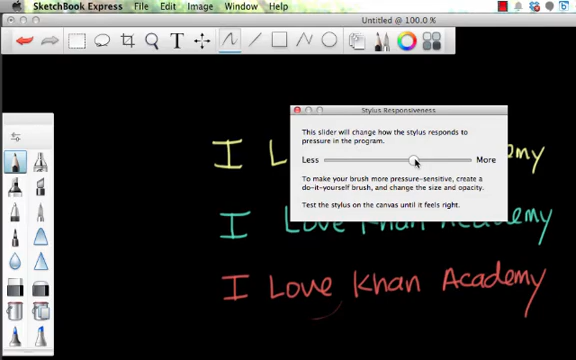 SketchBook Express File Edit Image Window Help
Untitled @ 100.0 %
T
Stylus Responsiveness
This slider will change how the stylus responds to
pressure in the program.
Less More
To make your brush more pressure-sensitive, create a
do-it-yourself brush, and change the size and opacity.
Test the stylus on the canvas until it feels right.
I L emy
I Love Khan Academy
I Love Khan Academy